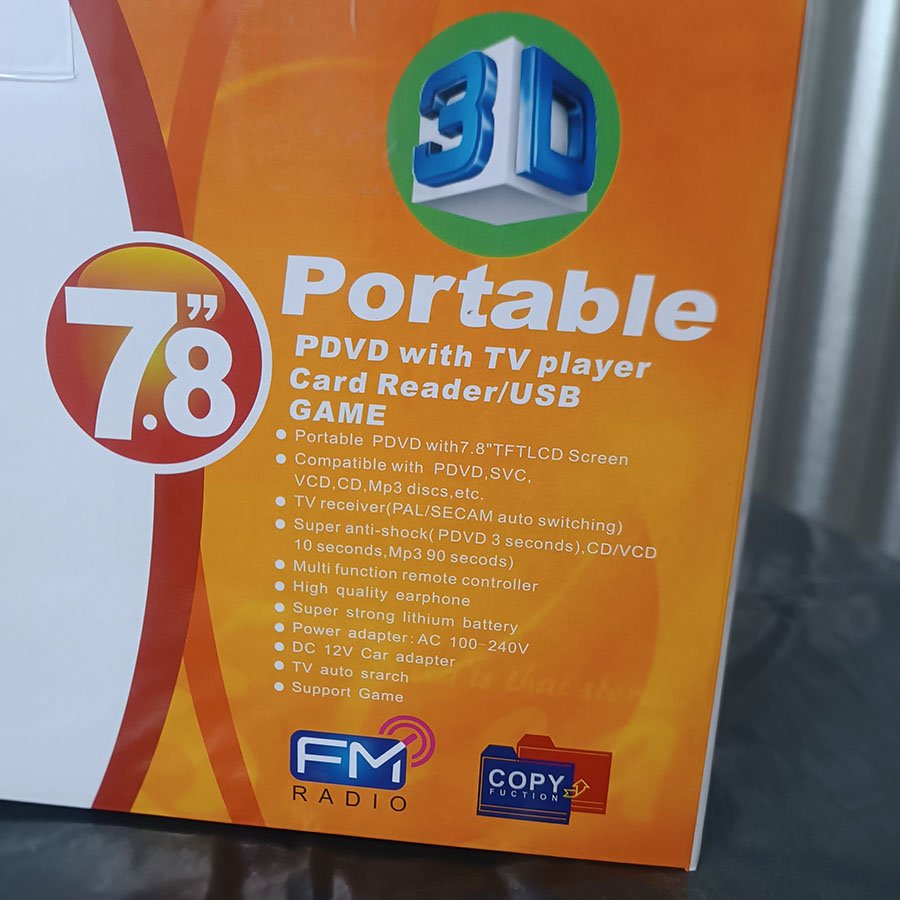 3D
7.8”
Portable
PDVD with TV player
Card Reader/USB
GAME
● Portable PDVD with7.8"TFTLCD Screen
● Compatible with PDVD,SVC,
VCD,CD,Mp3 discs,etc.
● TV receiver(PAL/SECAM auto switching)
● Super anti-shock( PDVD 3 seconds),CD/VCD
10 seconds,Mp3 90 secods)
● Multi function remote controller
● High quality earphone
● Super strong lithium battery
● Power adapter: AC 100-240V
● DC 12V Car adapter
● TV auto srarch
● Support Game
FM
RADIO
COPY
FUCTION